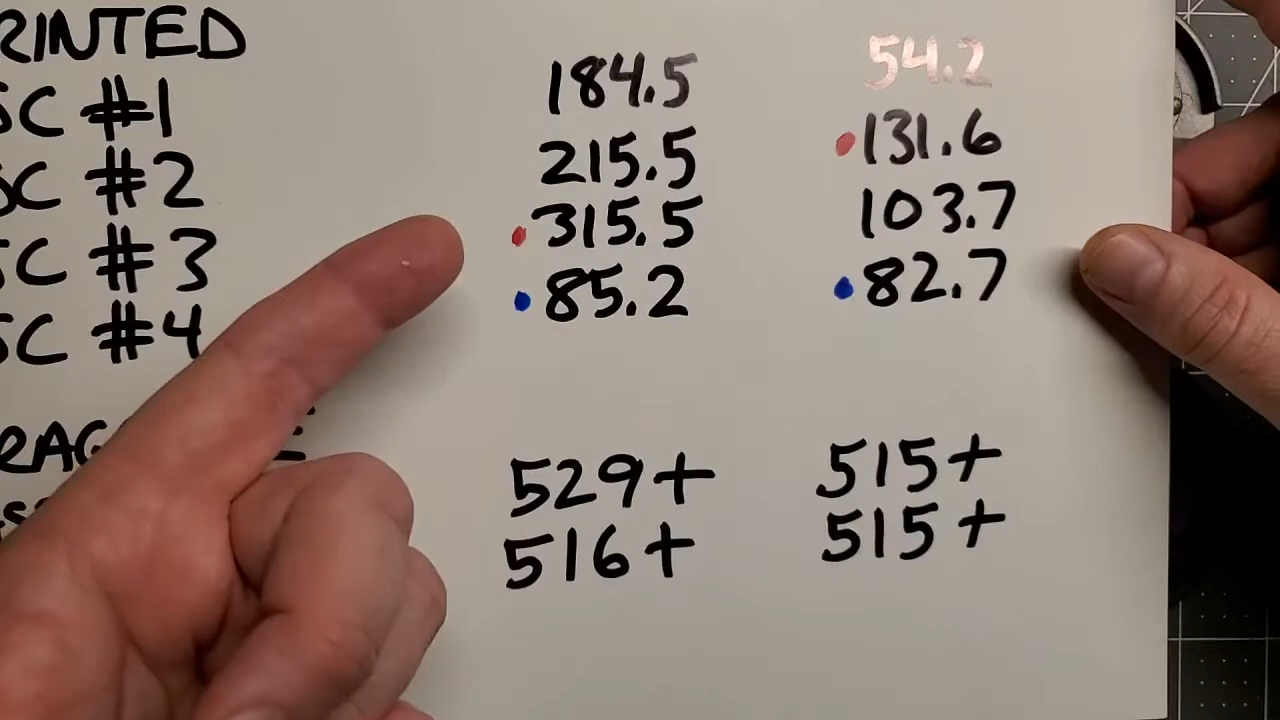 RINTED 184.5 54.2
SC #1 215.5 131.6
SC #2 315.5 103.7
SC #3 85.2 82.7
SC #4
529+ 515+
516+ 515+